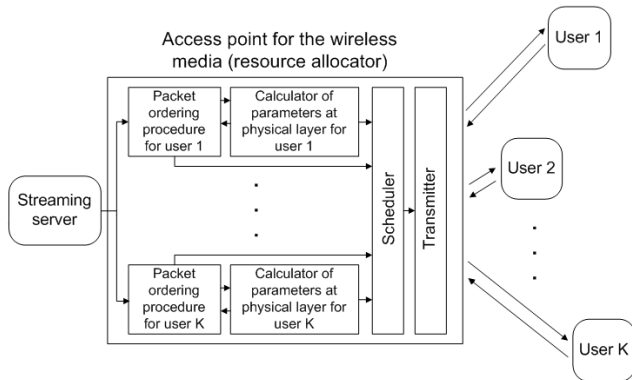 Access point for the wireless
media (resource allocator)
User 1
Packet
ordering
procedure
for user 1
Calculator of
parameters at
physical layer for
user 1
User 2
Streaming
server
Scheduler
Transmitter
Packet
ordering
procedure
for user K
Calculator of
parameters at
physical layer for
user K
User K